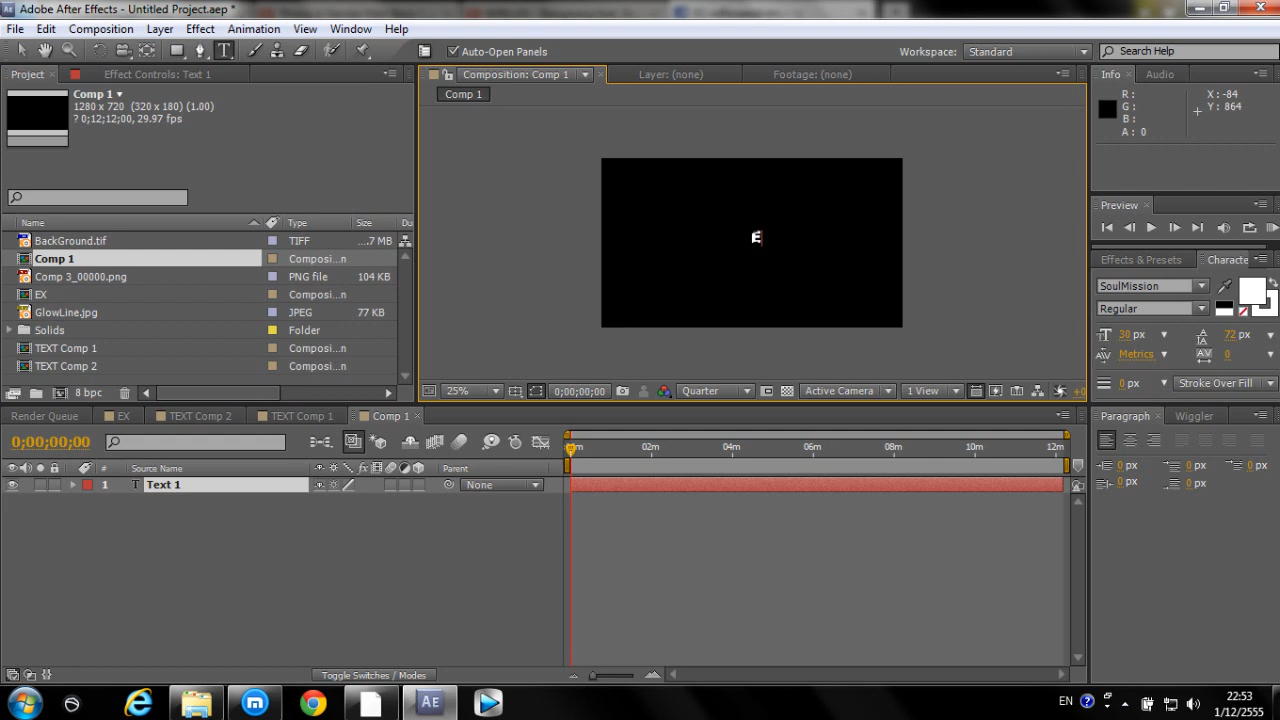 Adobe After Effects - Untitled Project.aep *
File Edit Composition Layer Effect Animation View Window Help
Auto-Open Panels
Workspace: Standard
Search Help
Project
Effect Controls: Text 1
Composition: Comp 1
Layer: (none)
Footage: (none)
Info
Audio
Comp 1
1280 x 720 (320 x 180) (1.00)
? 0;12;12;00, 29.97 fps
Comp 1
R :
G :
B :
A : 0
X : -84
Y : 864
Name Type Size Du
BackGround.tif TIFF ....7 MB
Comp 1 Composi...n
Comp 3_00000.png PNG file 104 KB
EX Composi...n
GlowLine.jpg JPEG 77 KB
Solids Folder
TEXT Comp 1 Composi...n
TEXT Comp 2 Composi...n
8 bpc
E
25%
0;00;00;00
Quarter
Active Camera
1 View
+0
Preview
Effects & Presets
Characte
SoulMission
Regular
30 px
72 px
Metrics
0
0 px
Stroke Over Fill
Render Queue
EX
TEXT Comp 2
TEXT Comp 1
Comp 1
0;00;00;00
02m 04m 06m 08m 10m 12m
# Source Name Parent
1 T Text 1 None
Toggle Switches / Modes
Paragraph
Wiggler
0 px 0 px 0 px
0 px 0 px
AE
EN
22:53
1/12/2555